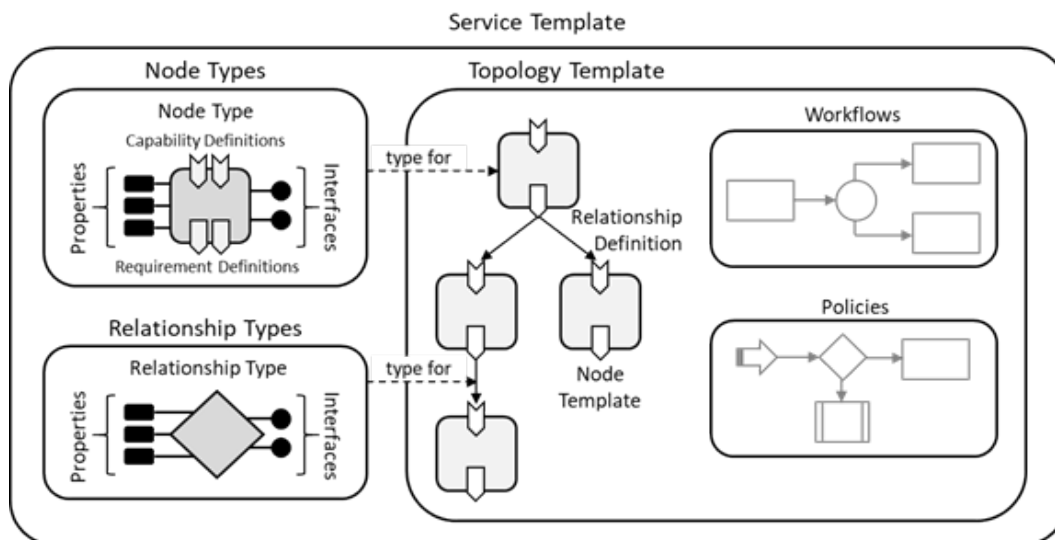 Service Template
Node Types
Node Type
Capability Definitions
Properties
Interfaces
Requirement Definitions
Relationship Types
Relationship Type
Properties
Interfaces
type for
type for
Topology Template
Relationship
Definition
Node
Template
Workflows
Policies